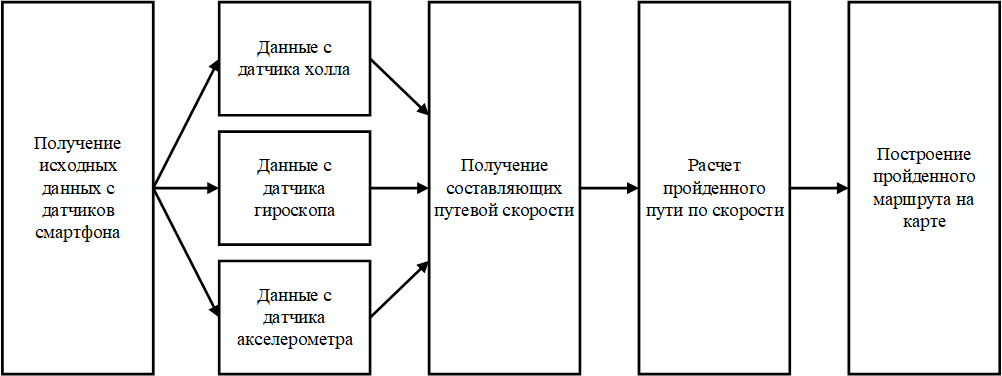 Получение
исходных
данных с
датчиков
смартфона
Данные с
датчика холла
Данные с
датчика
гироскопа
Данные с
датчика
акселерометра
Получение
составляющих
путевой скорости
Расчет
пройденного
пути по скорости
Построение
пройденного
маршрута на
карте